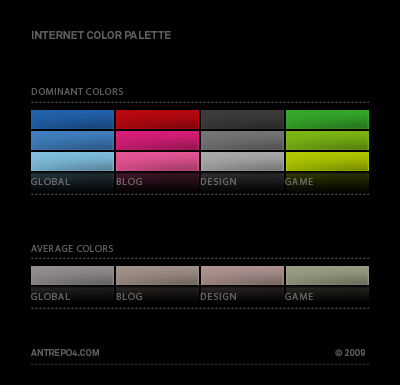 INTERNET COLOR PALETTE
DOMINANT COLORS
GLOBAL BLOG DESIGN GAME
AVERAGE COLORS
GLOBAL BLOG DESIGN GAME
ANTREPO4.COM © 2009